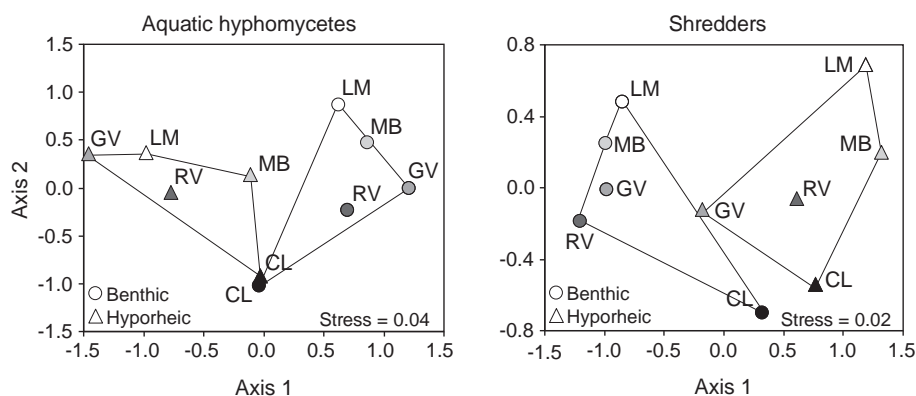 Aquatic hyphomycetes
1.5
1.0
0.5
0.0
-0.5
-1.0
-1.5
Axis 2
LM
MB
GV
RV
CL
GV
LM
RV
MB
CL
Benthic
Hyporheic
Stress = 0.04
-1.5 -1.0 -0.5 0.0 0.5 1.0 1.5
Axis 1
Shredders
0.8
0.4
0.0
-0.4
-0.8
LM
MB
GV
RV
CL
LM
MB
RV
GV
CL
Benthic
Hyporheic
Stress = 0.02
-1.5 -1.0 -0.5 0.0 0.5 1.0 1.5
Axis 1